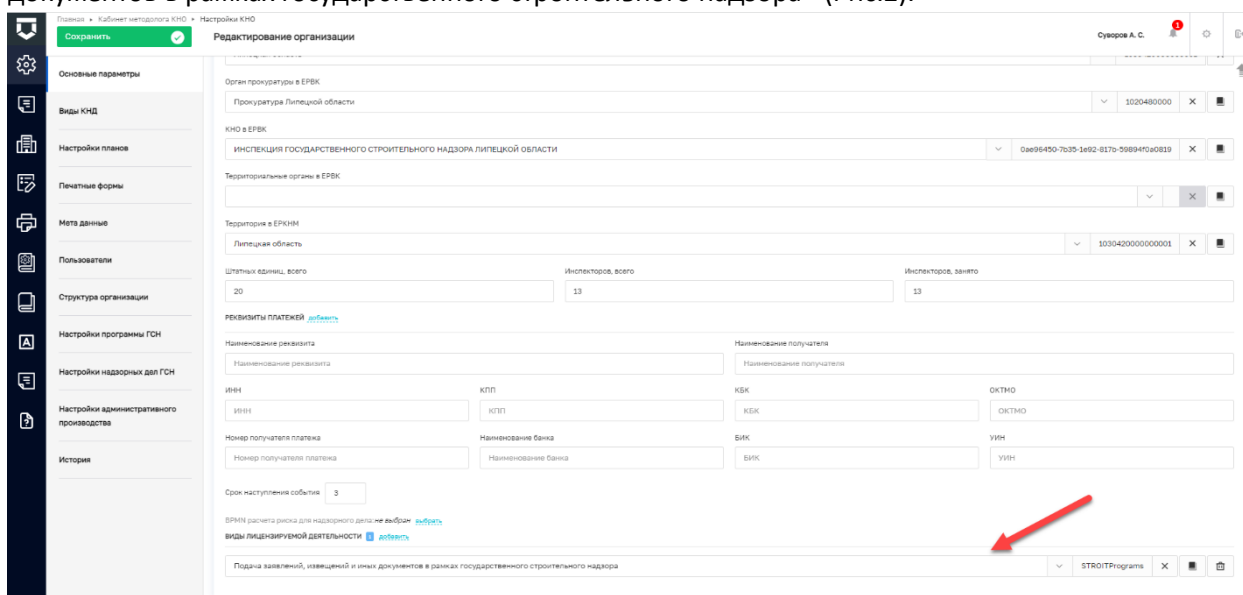 Главная • Кабинет методолога КНО • Настройки КНО
Сохранить
Редактирование организации
Суворов А. С.
1
Основные параметры
Орган прокуратуры в ЕРВК
Прокуратура Липецкой области
1020480000
Виды КНД
КНО в ЕРВК
Настройки планов
ИНСПЕКЦИЯ ГОСУДАРСТВЕННОГО СТРОИТЕЛЬНОГО НАДЗОРА ЛИПЕЦКОЙ ОБЛАСТИ
0ae96450-7b35-1e92-817b-59894f0a0819
Территориальные органы в ЕРВК
Печатные формы
Мета данные
Территория в ЕРКНМ
Липецкая область
1030420000000001
Пользователи
Штатных единиц, всего
Инспекторов, всего
Инспекторов, занято
20
13
13
Структура организации
РЕКВИЗИТЫ ПЛАТЕЖЕЙ добавить
Настройки программы ГСН
Наименование реквизита
Наименование получателя
Наименование реквизита
Наименование получателя
Настройки надзорных дел ГСН
ИНН
КПП
КБК
ОКТМО
ИНН
КПП
КБК
ОКТМО
Настройки административного
производства
Номер получателя платежа
Наименование банка
БИК
УИН
Номер получателя платежа
Наименование банка
БИК
УИН
История
Срок наступления события
3
BPMN расчета риска для надзорного дела: не выбран выбрать
ВИДЫ ЛИЦЕНЗИРУЕМОЙ ДЕЯТЕЛЬНОСТИ добавить
Подача заявлений, извещений и иных документов в рамках государственного строительного надзора
STROITPrograms